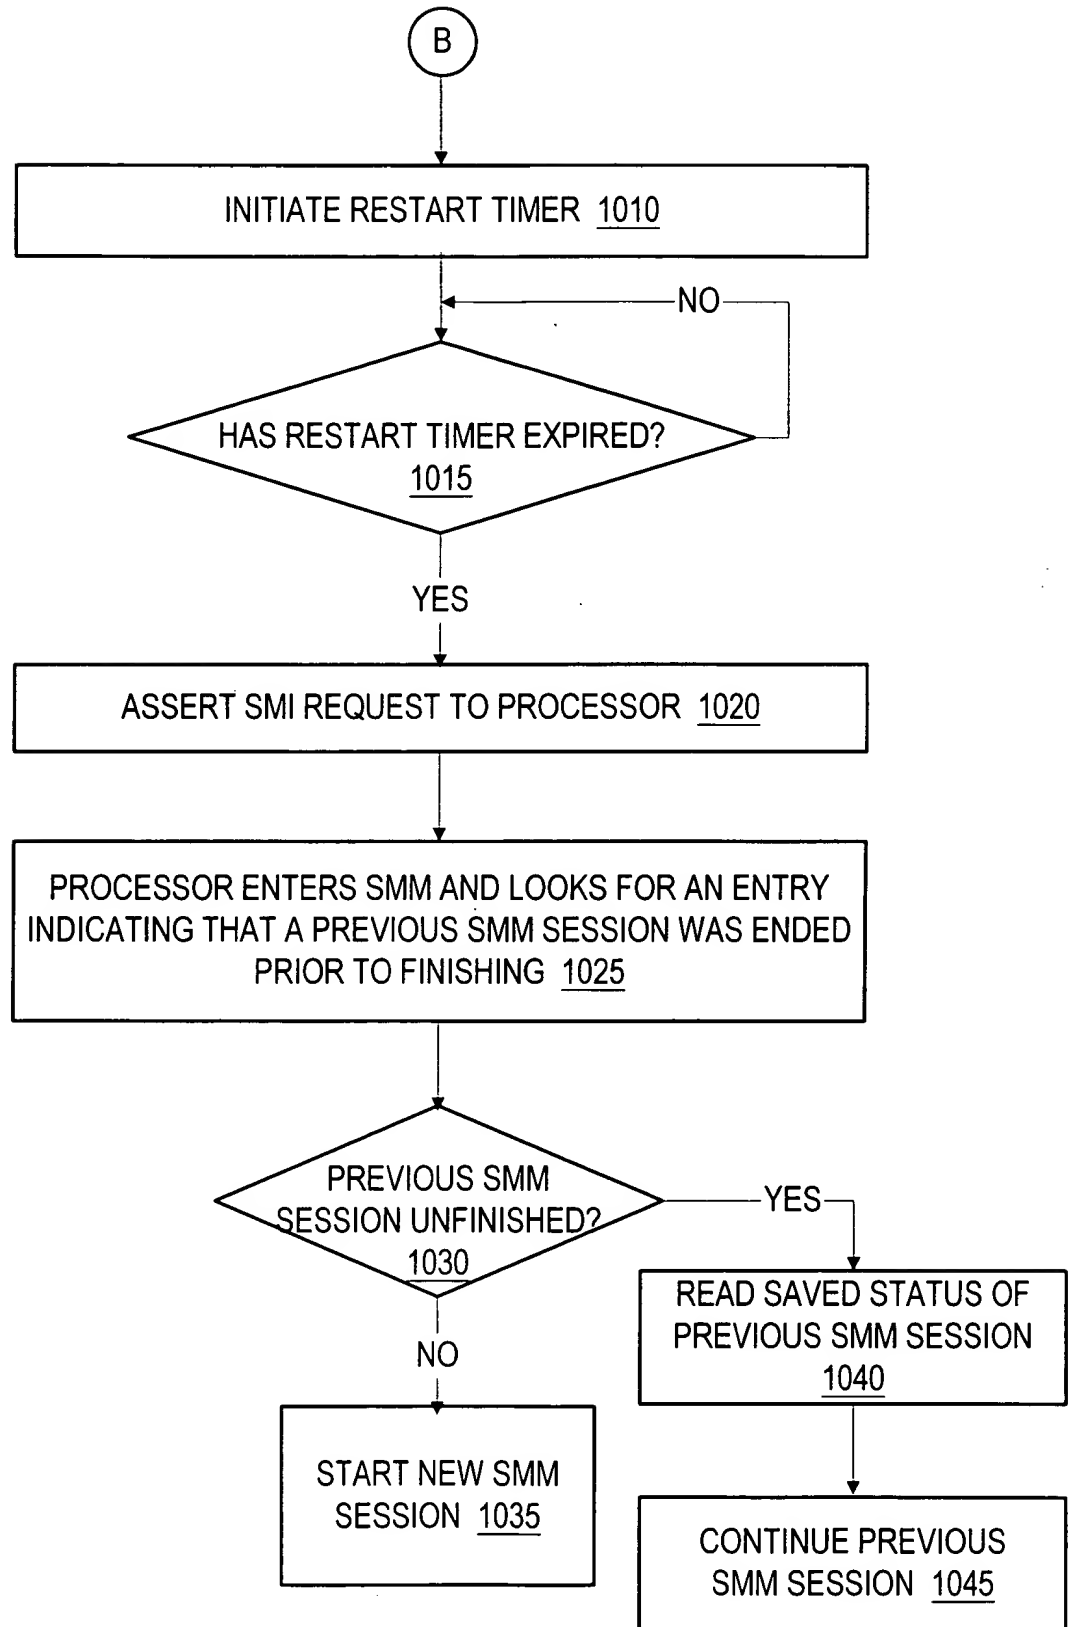 B
INITIATE RESTART TIMER 1010
NO
HAS RESTART TIMER EXPIRED?
1015
YES
ASSERT SMI REQUEST TO PROCESSOR 1020
PROCESSOR ENTERS SMM AND LOOKS FOR AN ENTRY
INDICATING THAT A PREVIOUS SMM SESSION WAS ENDED
PRIOR TO FINISHING 1025
PREVIOUS SMM
SESSION UNFINISHED?
1030
YES
NO
READ SAVED STATUS OF
PREVIOUS SMM SESSION
1040
START NEW SMM
SESSION 1035
CONTINUE PREVIOUS
SMM SESSION 1045